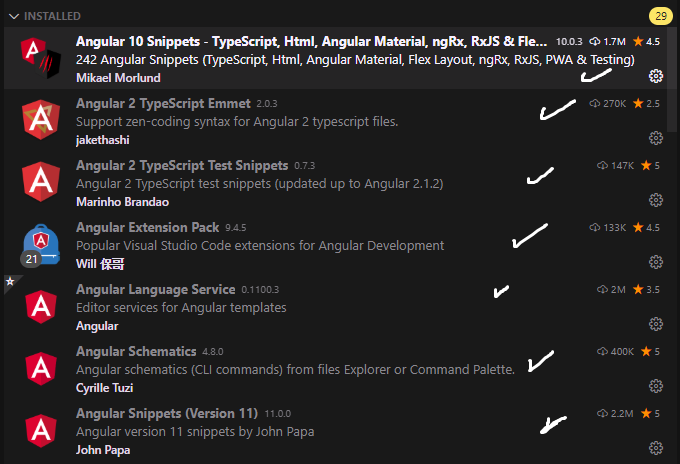 INSTALLED 29
Angular 10 Snippets - TypeScript, Html, Angular Material, ngRx, RxJS & Fle... 10.0.3 1.7M 4.5
242 Angular Snippets (TypeScript, Html, Angular Material, Flex Layout, ngRx, RxJS, PWA & Testing)
Mikael Morlund
Angular 2 TypeScript Emmet 2.0.3 270K 2.5
Support zen-coding syntax for Angular 2 typescript files.
jakethashi
Angular 2 TypeScript Test Snippets 0.7.3 147K 5
Angular 2 TypeScript test snippets (updated up to Angular 2.1.2)
Marinho Brandao
Angular Extension Pack 9.4.5 133K 4.5
Popular Visual Studio Code extensions for Angular Development
21 Will 保哥
Angular Language Service 0.1100.3 2M 3.5
Editor services for Angular templates
Angular
Angular Schematics 4.8.0 400K 5
Angular schematics (CLI commands) from files Explorer or Command Palette.
Cyrille Tuzi
Angular Snippets (Version 11) 11.0.0 2.2M 5
Angular version 11 snippets by John Papa
John Papa